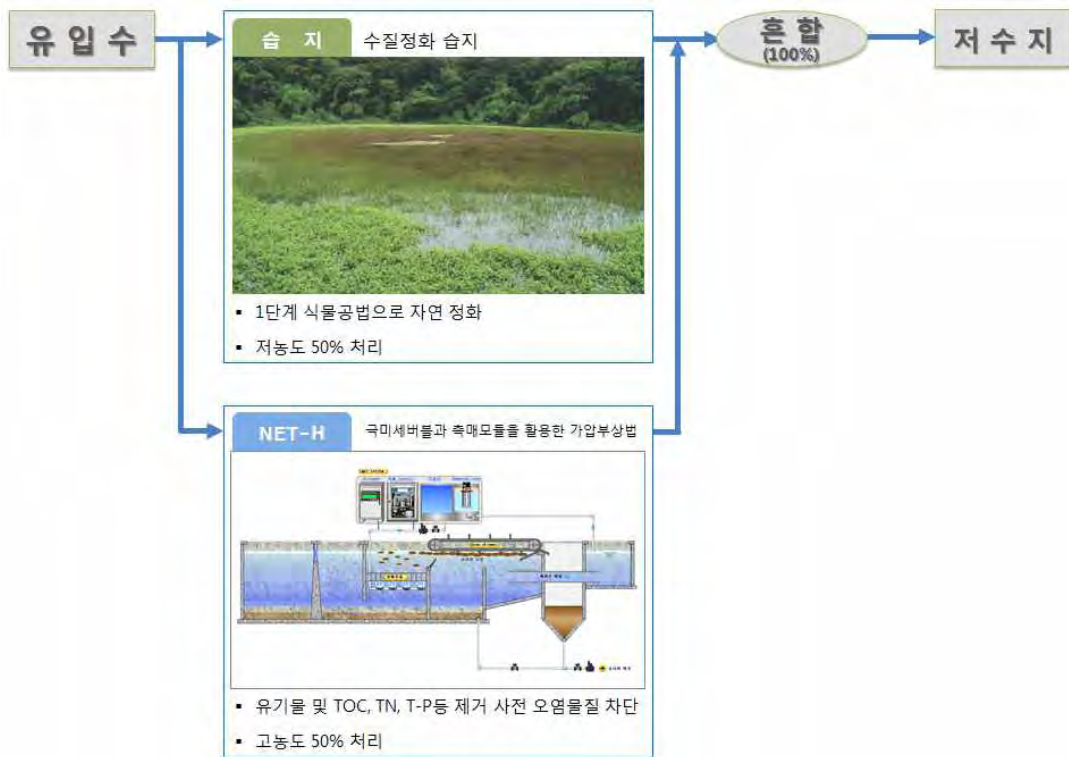 유 입 수
습 지
수질정화 습지
혼 합
(100%)
저 수 지
▪ 1단계 식물공법으로 자연 정화
▪ 저농도 50% 처리
NET-H
극미세버블과 촉매모듈을 활용한 가압부상법
▪ 유기물 및 TOC, TN, T-P등 제거 사전 오염물질 차단
▪ 고농도 50% 처리